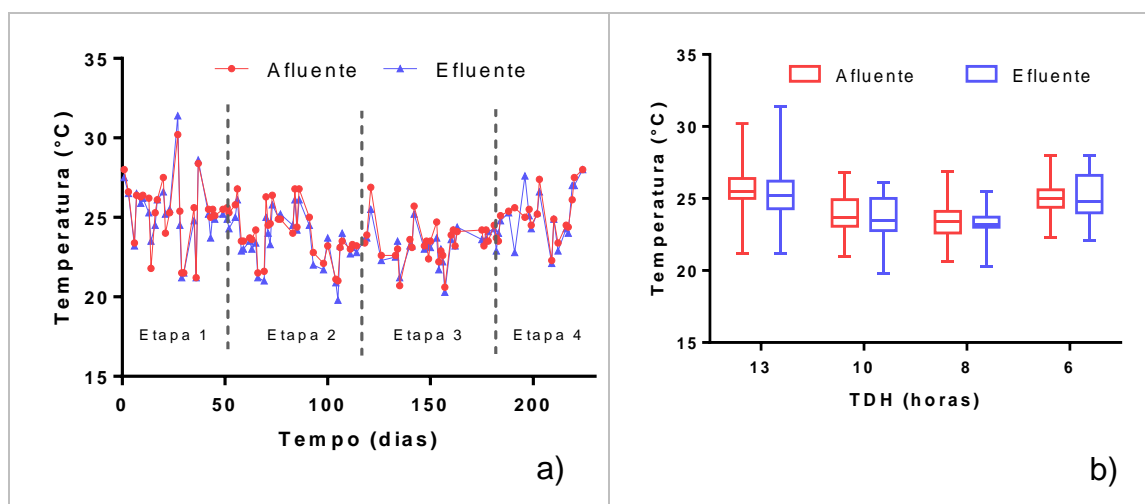 Afluente
Efluente
Temperatura (°C)
35
30
25
20
15
Etapa 1
Etapa 2
Etapa 3
Etapa 4
0
50
100
150
200
Tempo (dias)
a)
Afluente
Efluente
Temperatura (°C)
35
30
25
20
15
13
10
8
6
TDH (horas)
b)